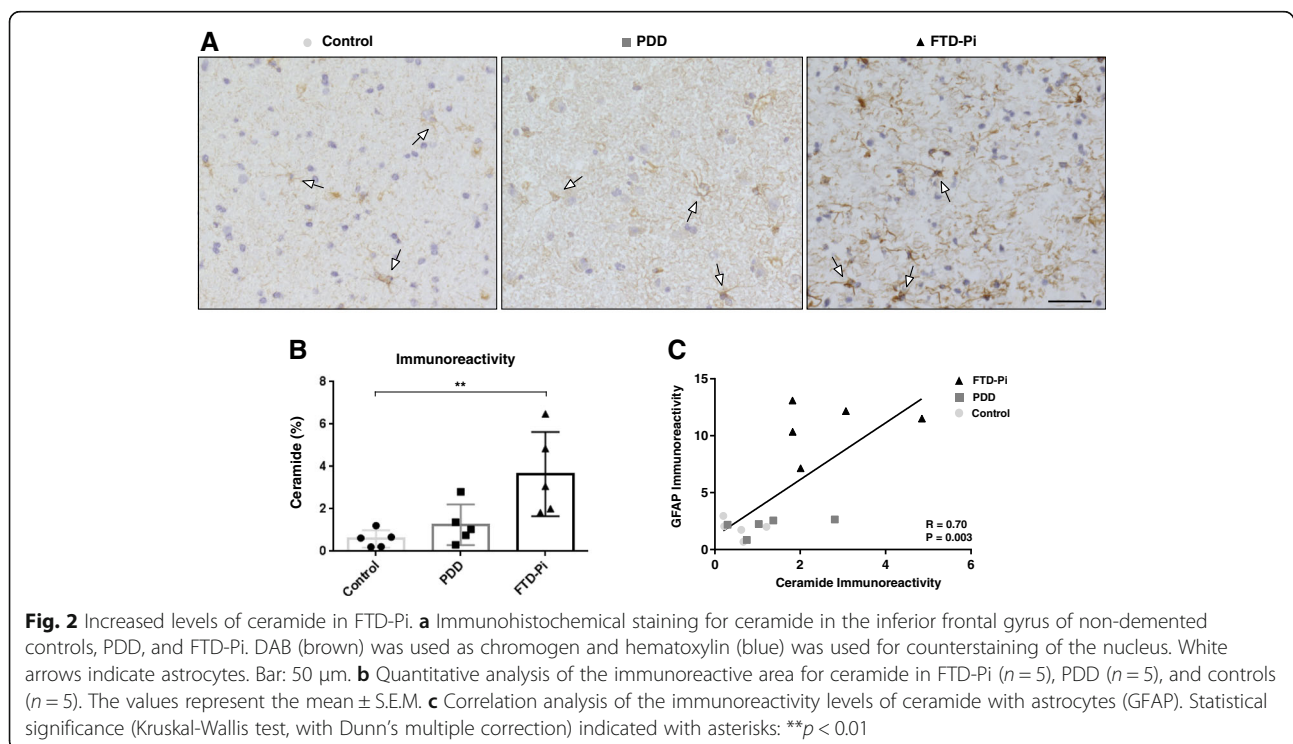 A
Control
PDD
FTD-Pi
B
Immunoreactivity
**
8
6
4
2
0
Ceramide (%)
Control
PDD
FTD-Pi
C
FTD-Pi
PDD
Control
15
10
5
0
GFAP Immunoreactivity
R = 0.70
P = 0.003
0 2 4 6
Ceramide Immunoreactivity
Fig. 2 Increased levels of ceramide in FTD-Pi. a Immunohistochemical staining for ceramide in the inferior frontal gyrus of non-demented
controls, PDD, and FTD-Pi. DAB (brown) was used as chromogen and hematoxylin (blue) was used for counterstaining of the nucleus. White
arrows indicate astrocytes. Bar: 50 μm. b Quantitative analysis of the immunoreactive area for ceramide in FTD-Pi (n = 5), PDD (n = 5), and controls
(n = 5). The values represent the mean ± S.E.M. c Correlation analysis of the immunoreactivity levels of ceramide with astrocytes (GFAP). Statistical
significance (Kruskal-Wallis test, with Dunn's multiple correction) indicated with asterisks: **p < 0.01